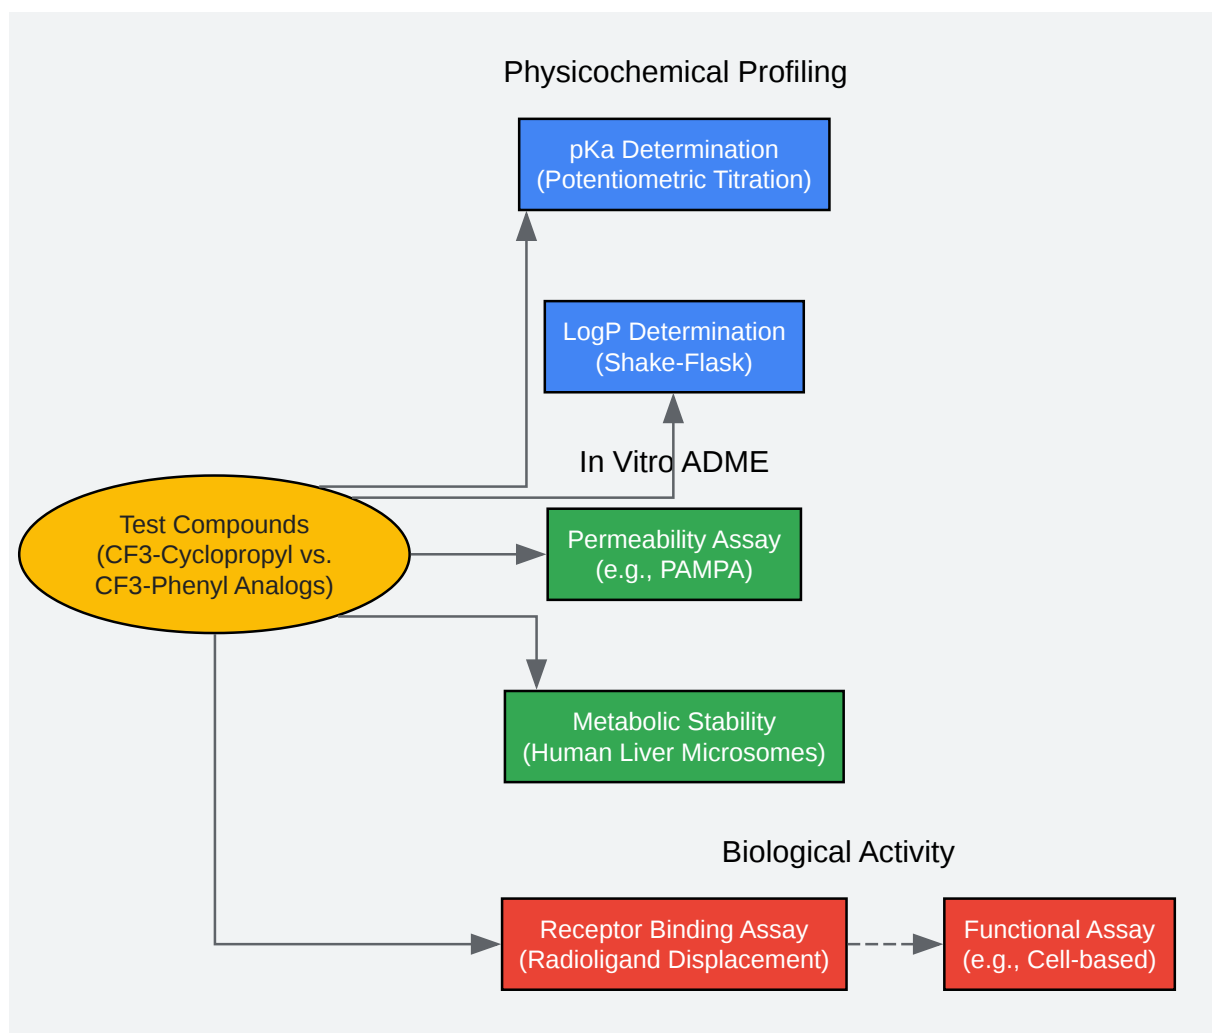 Physicochemical Profiling
pKa Determination
(Potentiometric Titration)
LogP Determination
(Shake-Flask)
In Vitro ADME
Test Compounds
(CF3-Cyclopropyl vs.
CF3-Phenyl Analogs)
Permeability Assay
(e.g., PAMPA)
Metabolic Stability
(Human Liver Microsomes)
Biological Activity
Receptor Binding Assay
(Radioligand Displacement)
Functional Assay
(e.g., Cell-based)